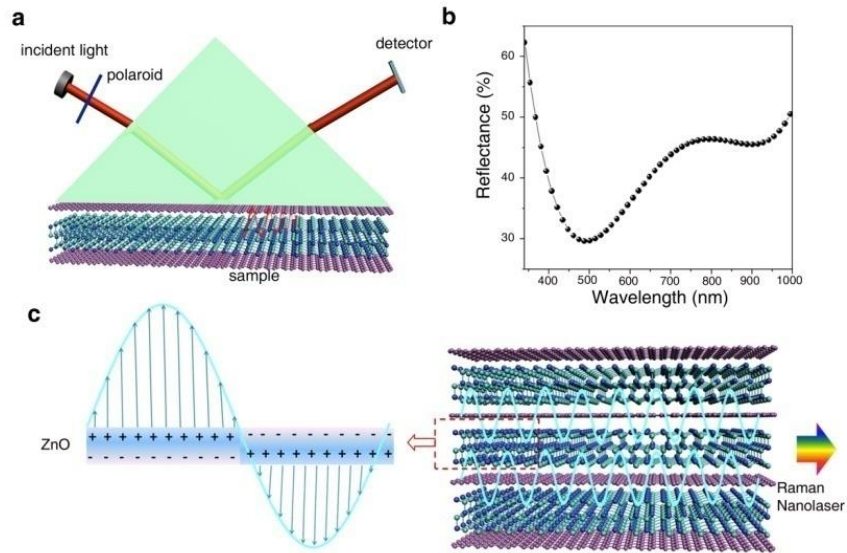 a
incident light
polaroid
detector
sample
b
Reflectance (%)
60
50
40
30
400 500 600 700 800 900 1000
Wavelength (nm)
c
ZnO
+ + + + + + + + + + - - - - - - - - -
- - - - - - - - - - + + + + + + + + + +
Raman
Nanolaser